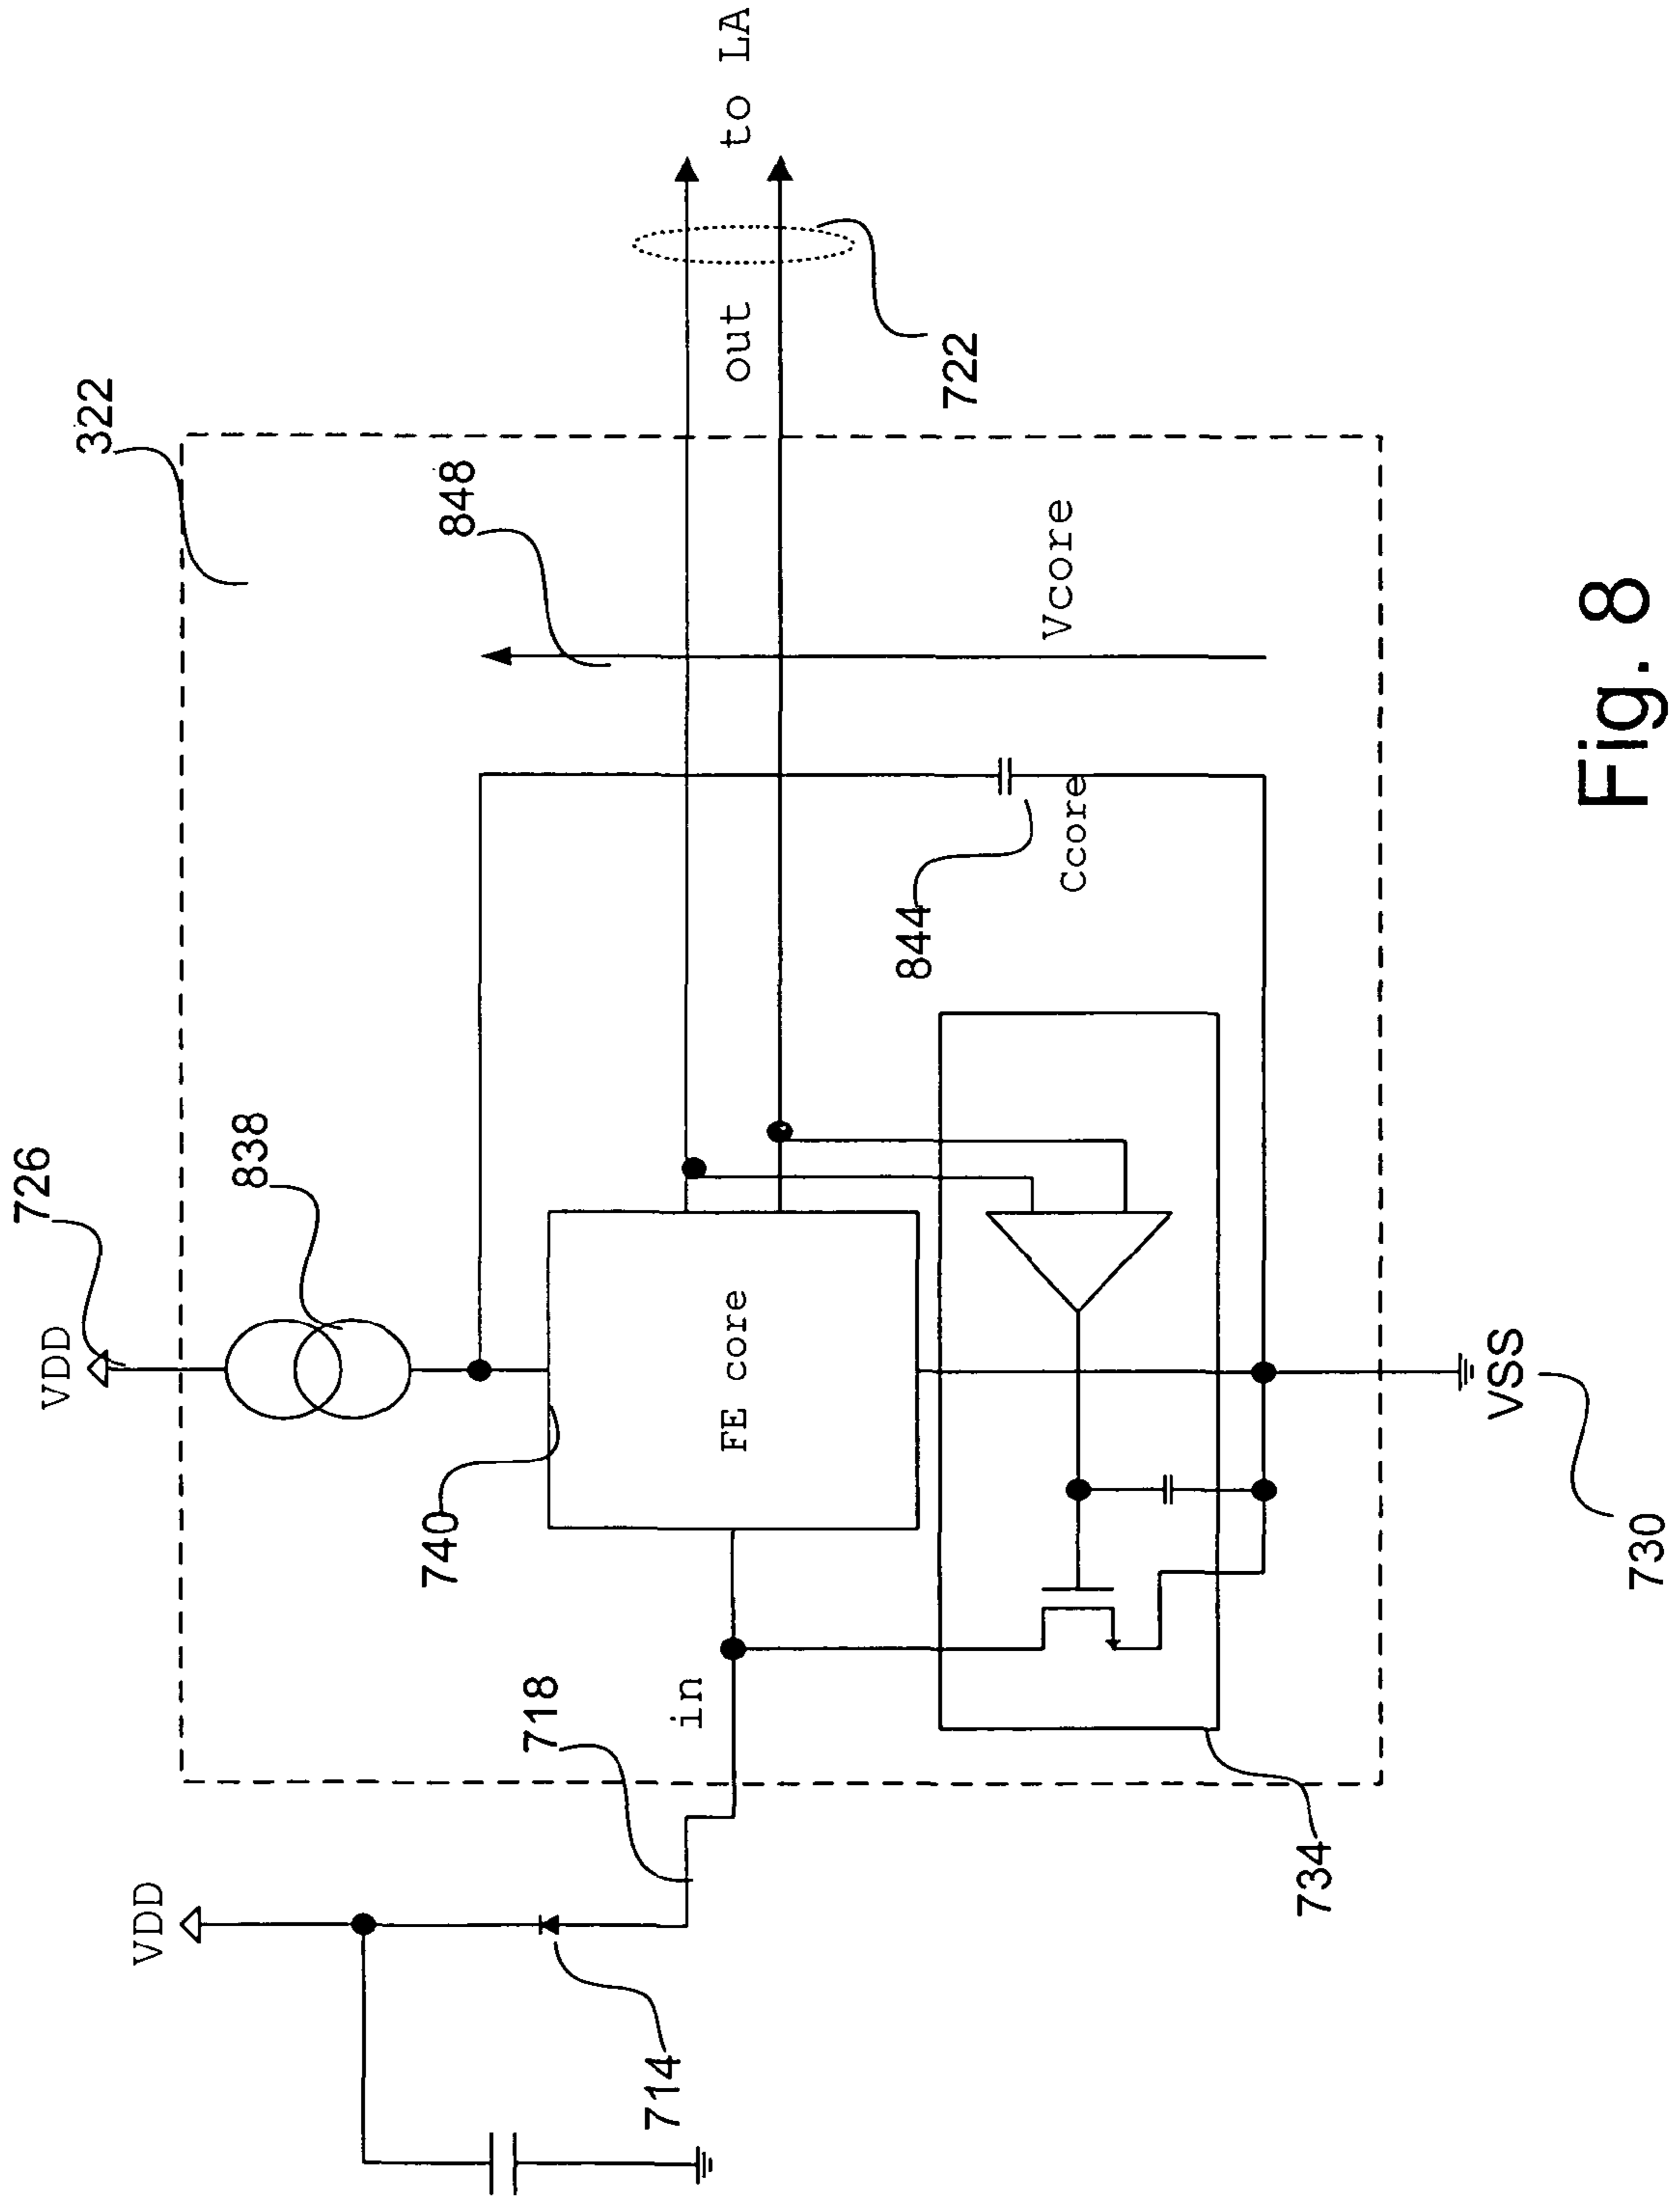 726
VDD
838
322
848
VDD
740
FE core
out
to LA
722
718
in
714
844
Ccore
Vcore
734
VSS
730
Fig. 8